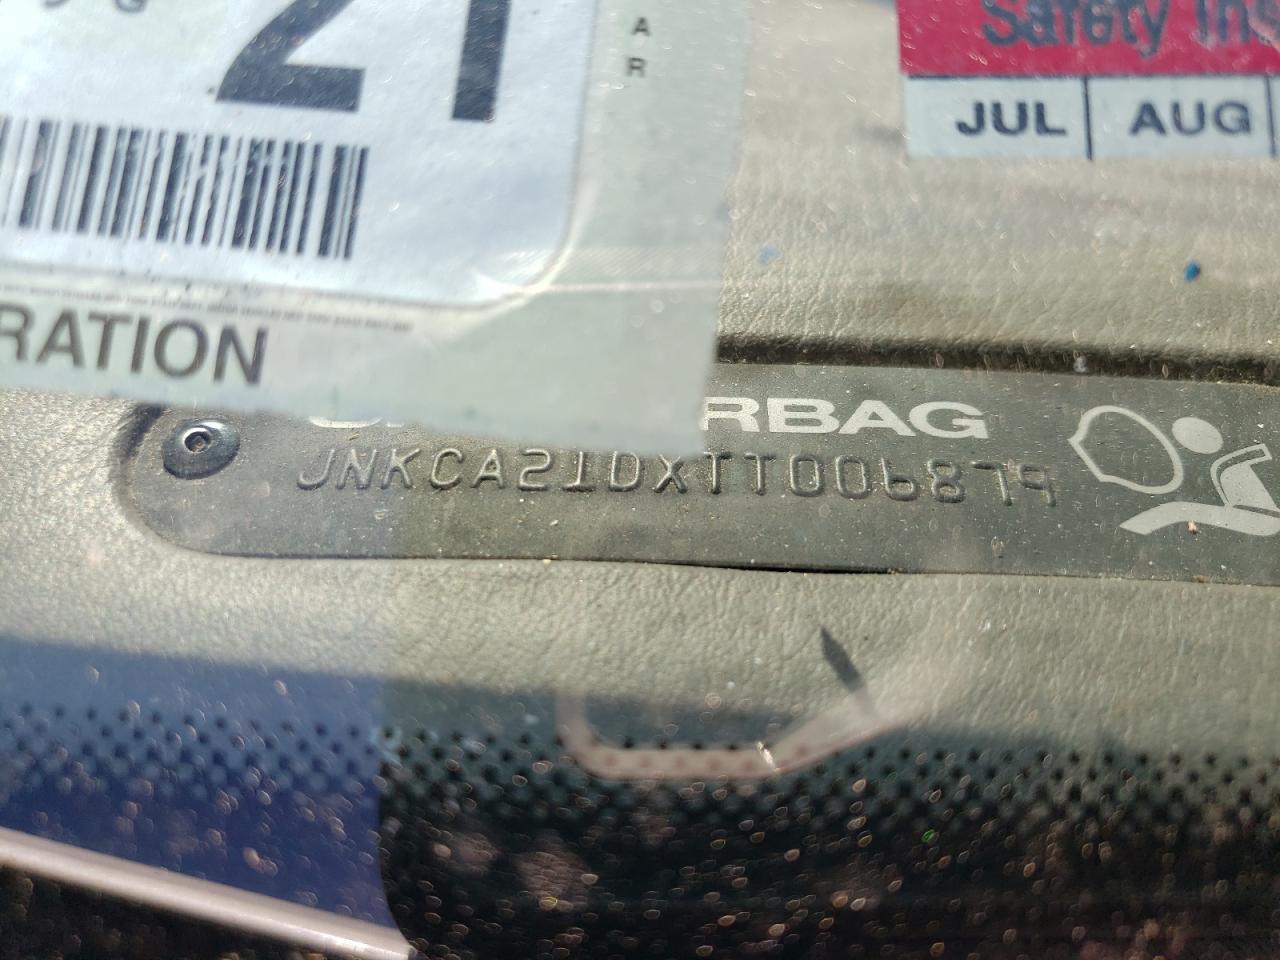 21
A
R
RATION
Safety Ins
JUL AUG
RBAG
JNKCA21DXTT006879